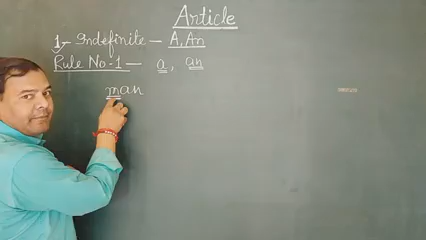 Article
1- Indefinite - A, An
Rule No-1 - a, an
man